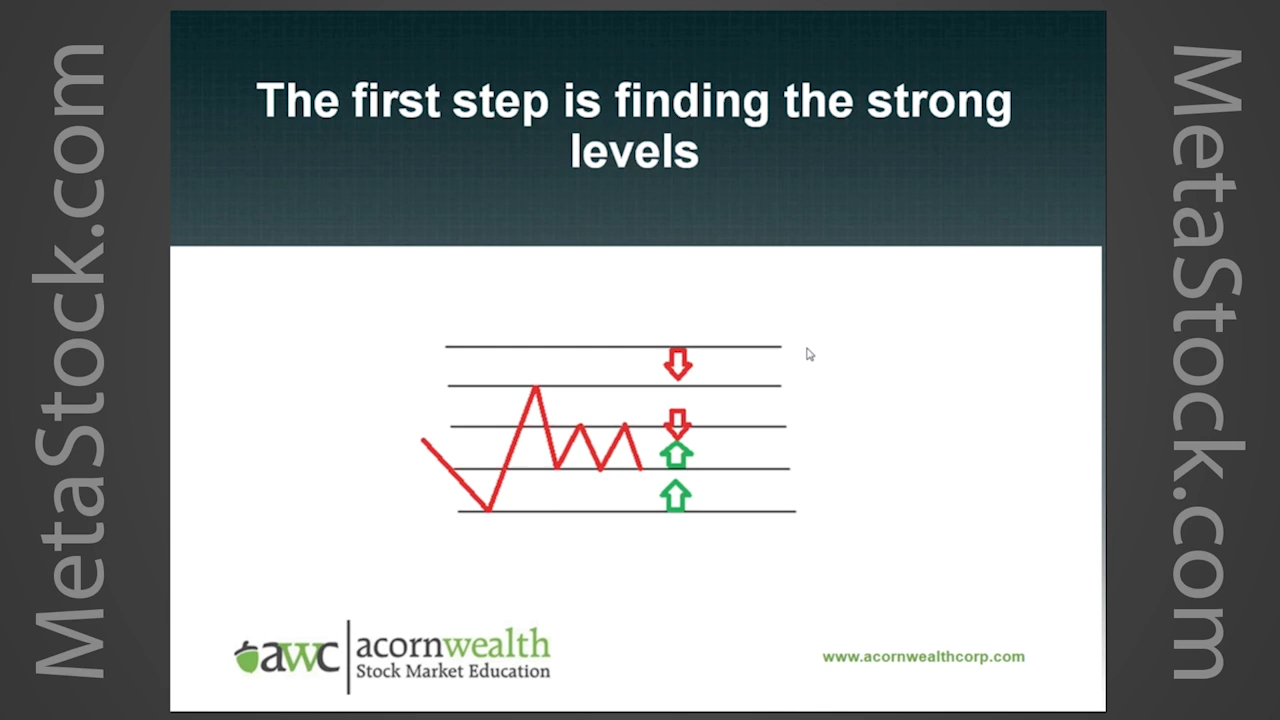 MetaStock.com
The first step is finding the strong
levels
awc
acornwealth
Stock Market Education
www.acornwealthcorp.com
MetaStock.com